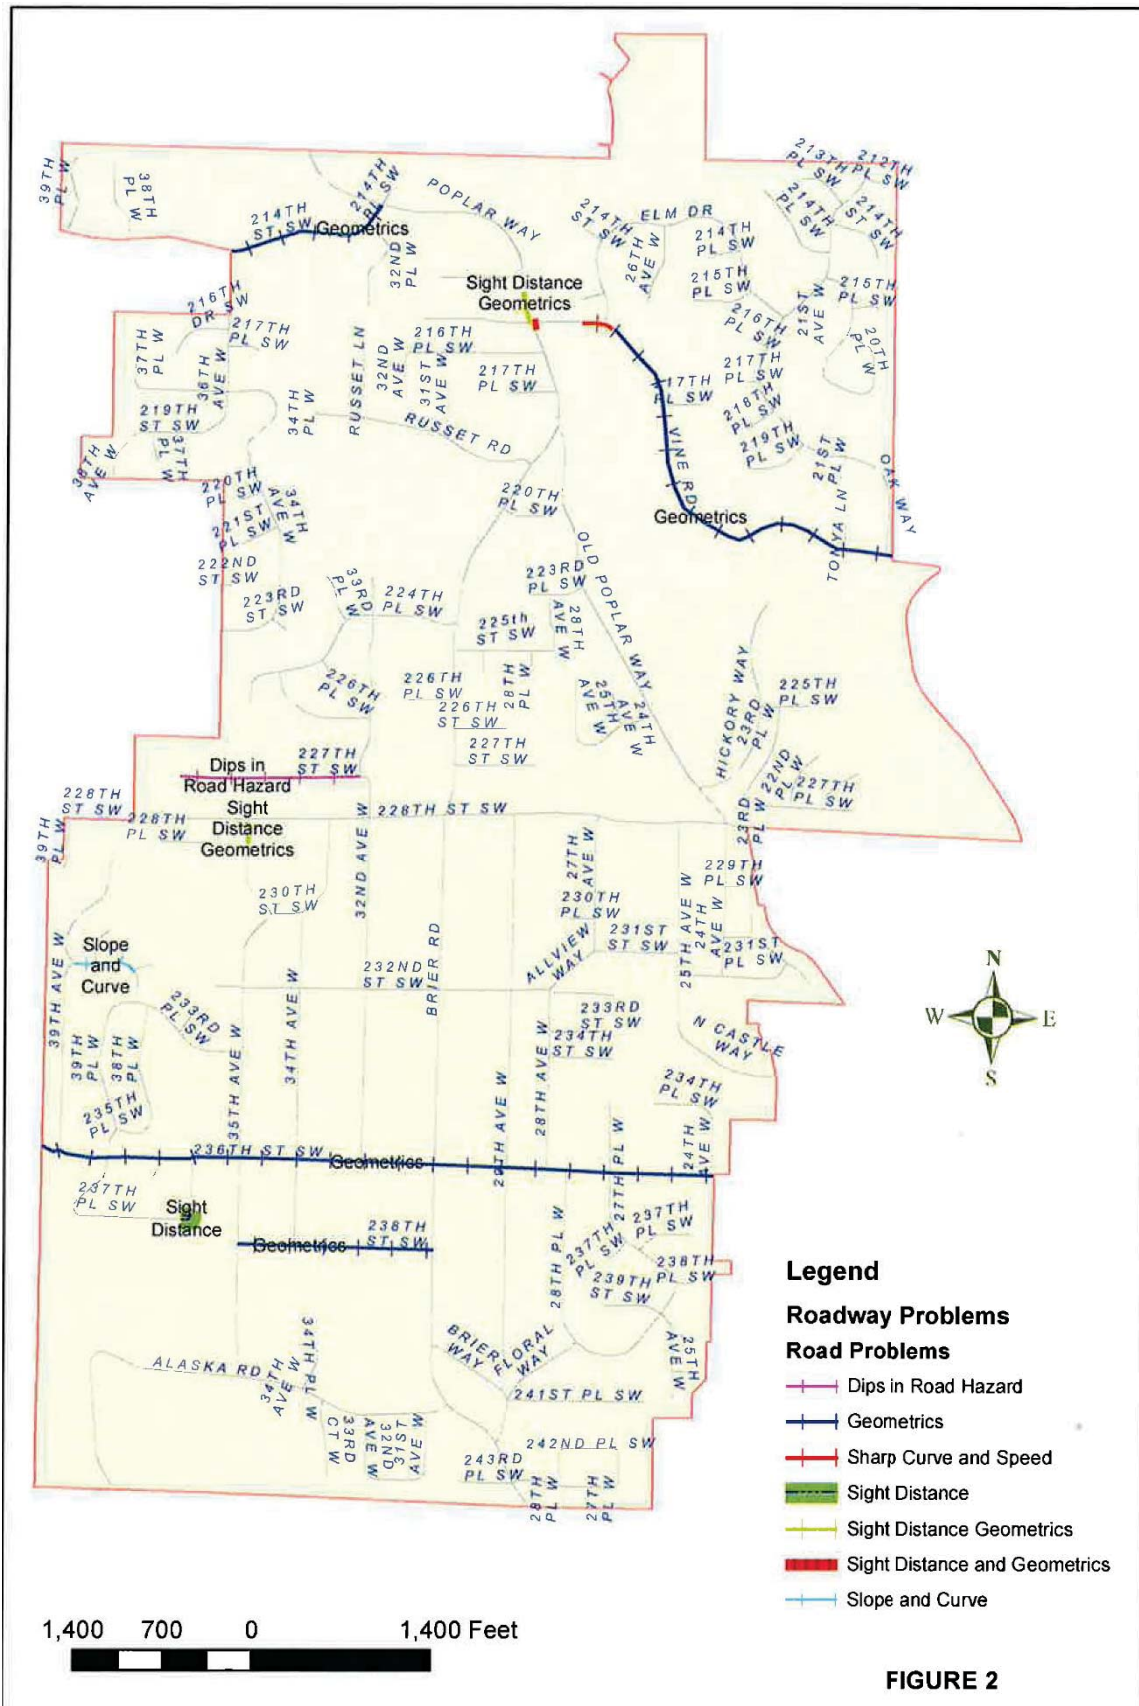 39TH
PL W
38TH
PL W
214TH
ST SW
214TH
PL SW
Geometrics
POPLAR WAY
32ND
PL W
214TH
ST SW
ELM DR
26TH
AVE W
214TH
PL SW
215TH
PL SW
213TH
PL SW
212TH
PL SW
214TH
PL SW
214TH
ST SW
215TH
PL SW
21ST
AVE W
20TH
PL W
216TH
PL SW
217TH
PL SW
218TH
PL SW
219TH
PL SW
17TH
PL SW
Sight Distance
Geometrics
216TH
DR SW
217TH
PL SW
37TH
PL W
36TH
AVE W
219TH
ST SW
37TH
PL W
38TH
AVE W
34TH
PL W
RUSSET LN
32ND
AVE W
216TH
PL SW
31ST
AVE W
217TH
PL SW
RUSSET RD
VINE RD
Geometrics
21ST
PL W
TONYA LN
OAK WAY
220TH
PL SW
221ST
PL SW
34TH
AVE W
222ND
ST SW
223RD
ST SW
220TH
PL SW
OLD POPLAR WAY
33RD
PL W
224TH
PL SW
223RD
PL SW
225th
ST SW
28TH
AVE W
226TH
PL SW
226TH
PL SW
28TH
PL W
226TH
ST SW
227TH
ST SW
25TH
AVE W
24TH
AVE W
HICKORY WAY
23RD
PL W
225TH
PL SW
22ND
PL W
227TH
PL SW
23RD
PL W
227TH
ST SW
Dips in
Road Hazard
Sight
Distance
Geometrics
228TH
ST SW
228TH
PL SW
39TH
PL W
228TH ST SW
32ND AVE W
27TH
AVE W
229TH
PL SW
230TH
ST SW
230TH
PL SW
25TH AVE W
24TH
AVE W
231ST
ST SW
231ST
PL SW
ALLVIEW
WAY
BRIER RD
232ND
ST SW
39TH AVE W
Slope
and
Curve
233RD
PL SW
34TH AVE W
35TH AVE W
39TH
PL W
38TH
PL W
235TH
PL SW
233RD
ST SW
234TH
ST SW
28TH AVE W
29TH AVE W
N CASTLE
WAY
234TH
PL SW
24TH
AVE W
27TH PL W
236TH ST SW
Geometrics
237TH
PL SW
Sight
Distance
238TH
ST SW
Geometrics
28TH PL W
237TH
PL SW
237TH
PL SW
238TH
PL SW
239TH
ST SW
25TH
AVE W
BRIER
WAY
FLORAL
WAY
241ST PL SW
ALASKA RD
34TH
AVE W
34TH PL W
33RD
CT W
32ND
AVE W
31ST
AVE W
242ND PL SW
243RD
PL SW
28TH
PL W
27TH
PL W
N
W
E
S
Legend
Roadway Problems
Road Problems
Dips in Road Hazard
Geometrics
Sharp Curve and Speed
Sight Distance
Sight Distance Geometrics
Sight Distance and Geometrics
Slope and Curve
1,400 700 0 1,400 Feet
FIGURE 2